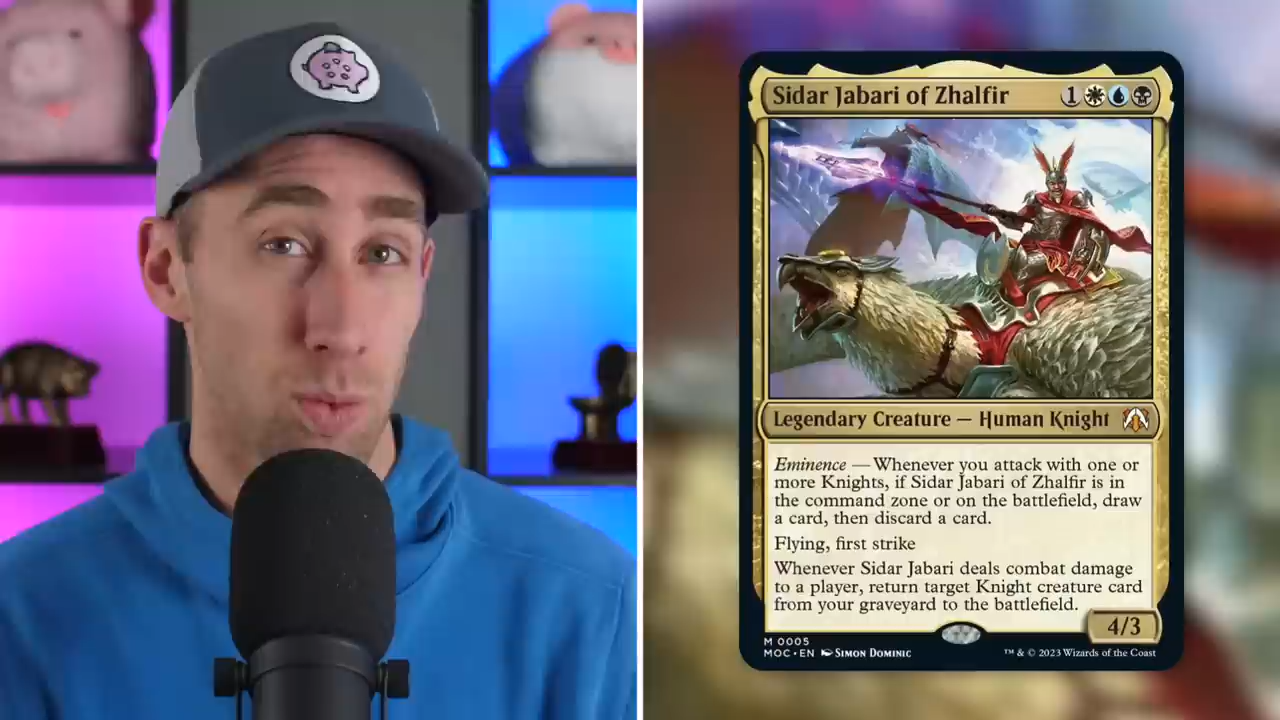 Sidar Jabari of Zhalfir 1
Legendary Creature — Human Knight
Eminence — Whenever you attack with one or
more Knights, if Sidar Jabari of Zhalfir is in
the command zone or on the battlefield, draw
a card, then discard a card.
Flying, first strike
Whenever Sidar Jabari deals combat damage
to a player, return target Knight creature card
from your graveyard to the battlefield.
4/3
M 0005
MOC • EN Simon Dominic
™ & © 2023 Wizards of the Coast